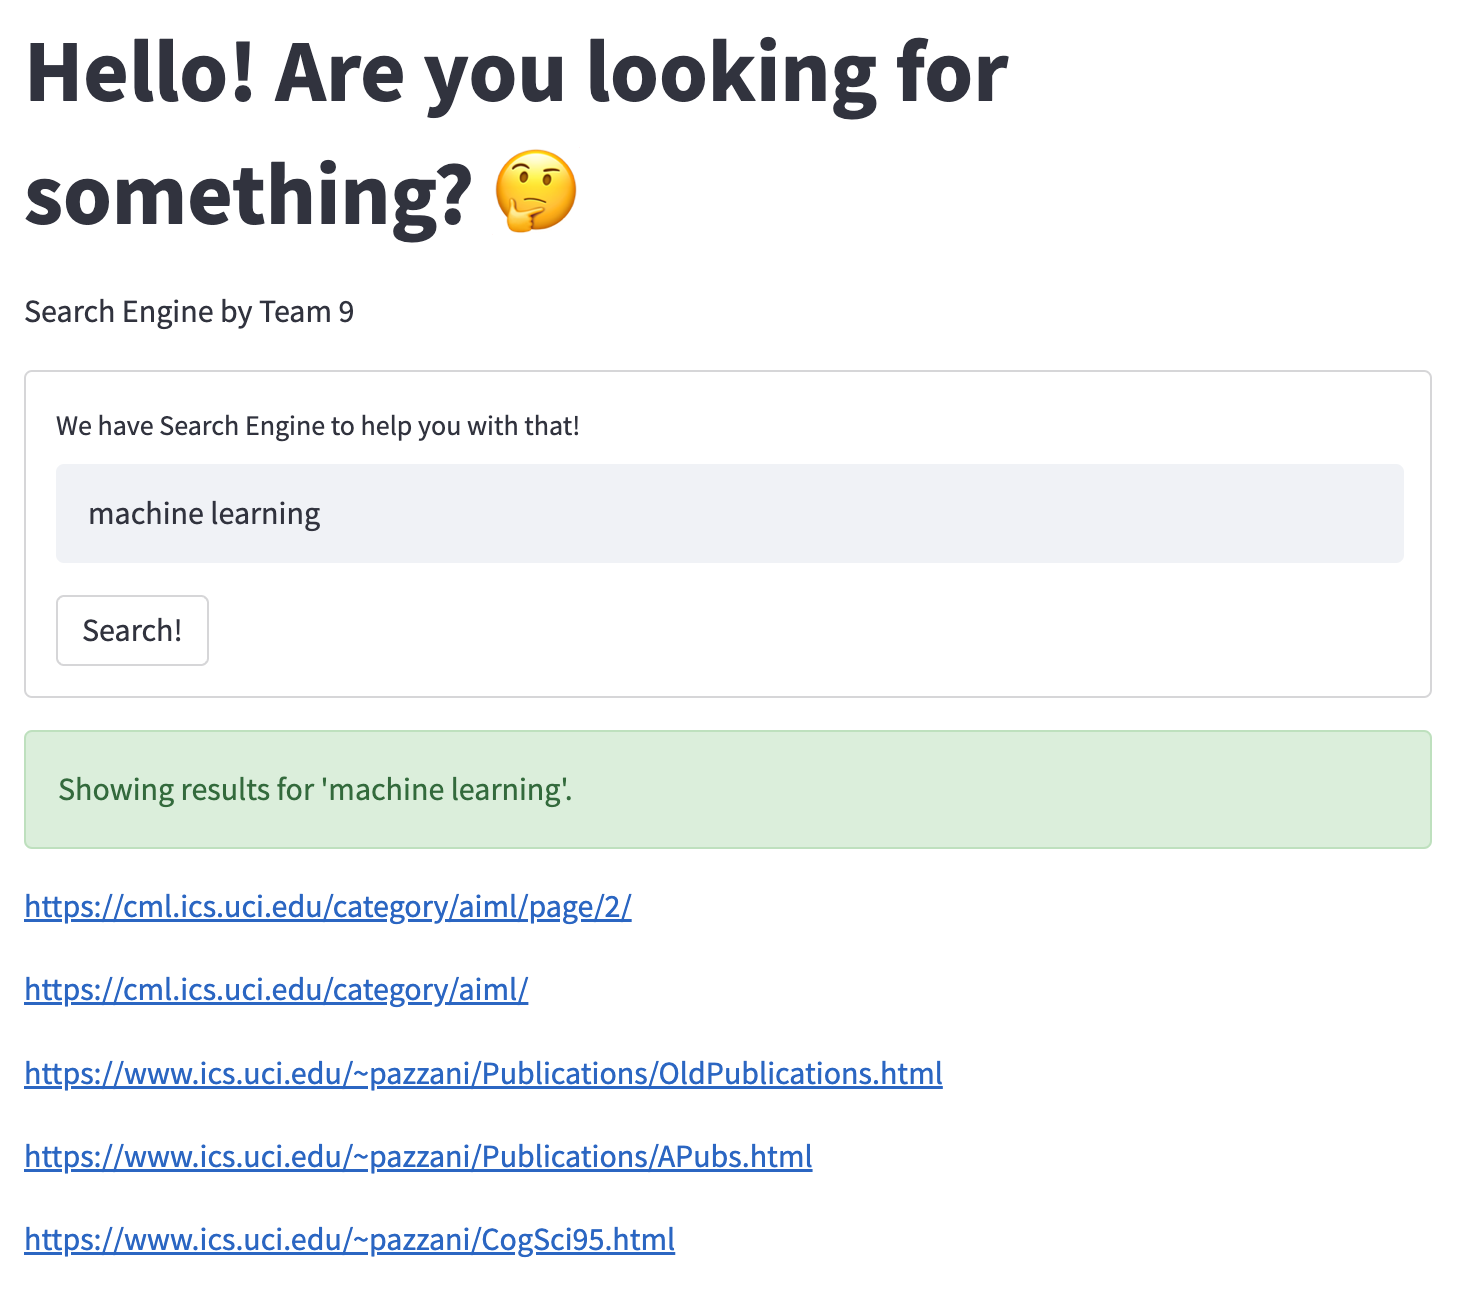 Hello! Are you looking for
something? 🤔
Search Engine by Team 9
We have Search Engine to help you with that!
machine learning
Search!
Showing results for 'machine learning'.
https://cml.ics.uci.edu/category/aiml/page/2/
https://cml.ics.uci.edu/category/aiml/
https://www.ics.uci.edu/~pazzani/Publications/OldPublications.html
https://www.ics.uci.edu/~pazzani/Publications/APubs.html
https://www.ics.uci.edu/~pazzani/CogSci95.html